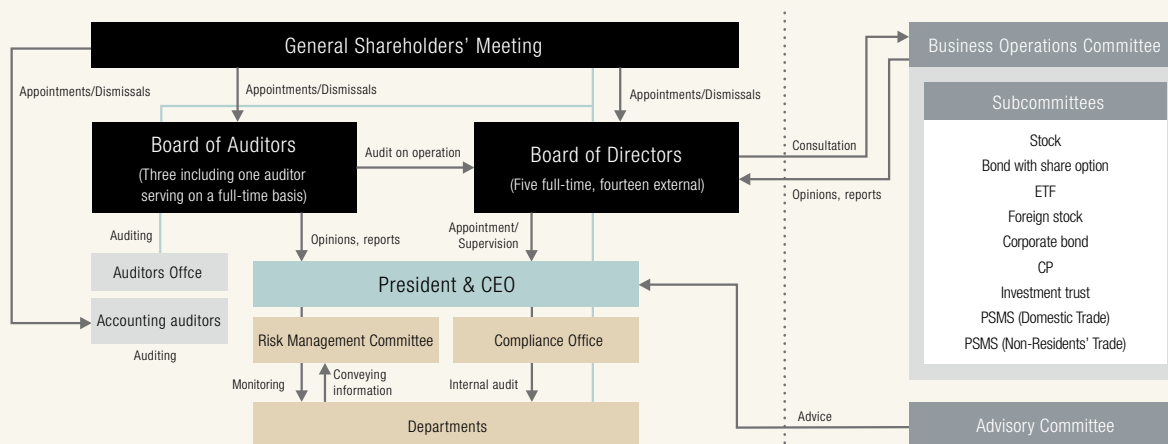 General Shareholders' Meeting
Business Operations Committee
Appointments/Dismissals
Appointments/Dismissals
Appointments/Dismissals
Subcommittees
Stock
Bond with share option
ETF
Foreign stock
Corporate bond
CP
Investment trust
PSMS (Domestic Trade)
PSMS (Non-Residents' Trade)
Board of Auditors
(Three including one auditor
serving on a full-time basis)
Audit on operation
Board of Directors
(Five full-time, fourteen external)
Consultation
Opinions, reports
Auditing
Opinions, reports
Appointment/
Supervision
Auditors Offce
President & CEO
Accounting auditors
Auditing
Risk Management Committee
Compliance Office
Monitoring
Conveying
information
Internal audit
Departments
Advice
Advisory Committee